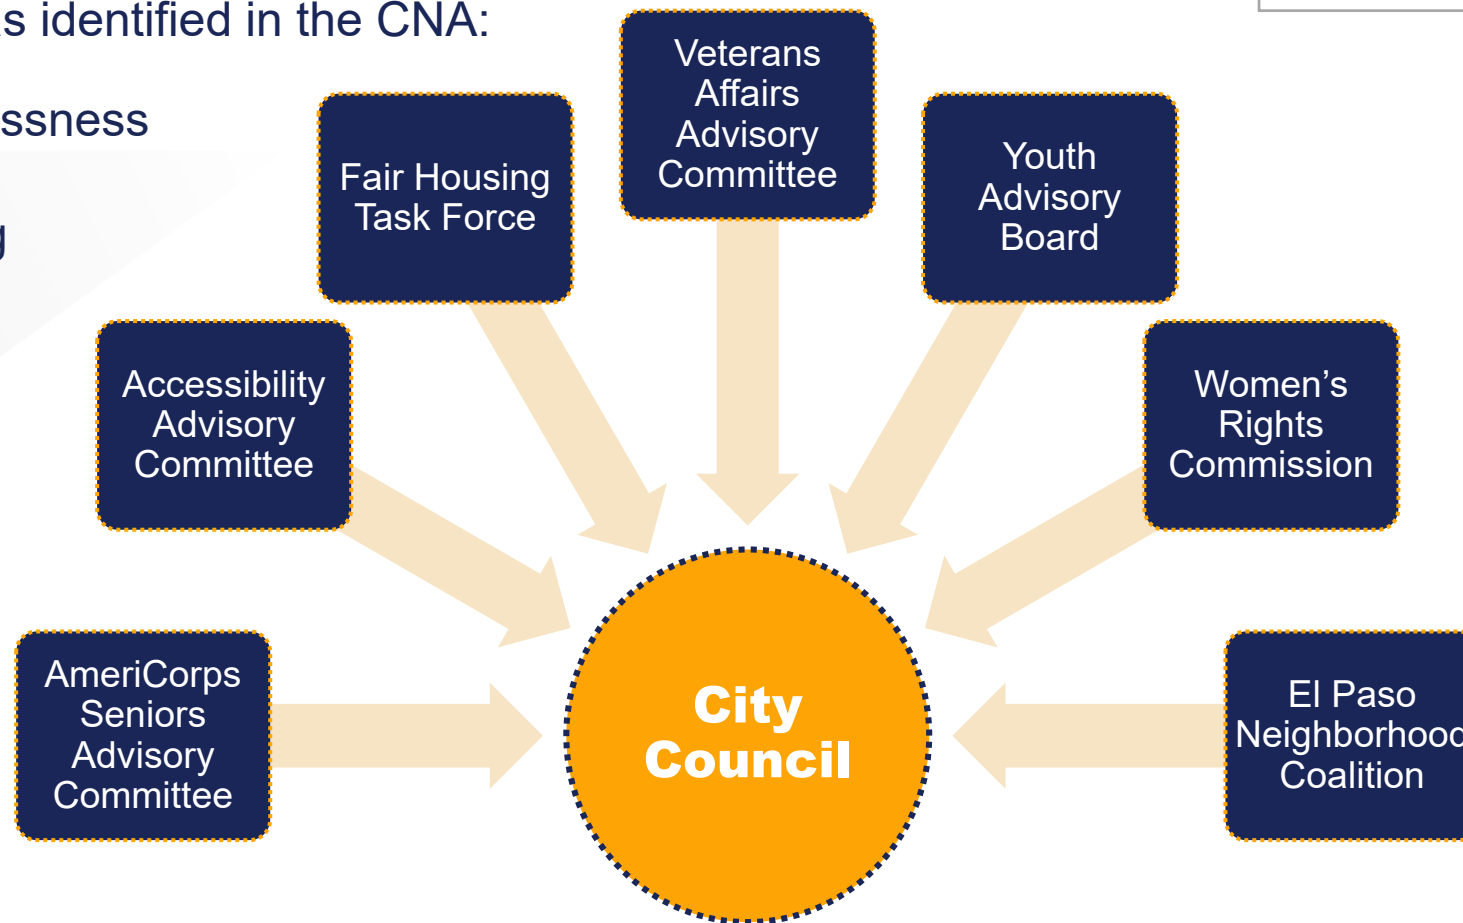 s identified in the CNA:
ssness
g
Veterans
Affairs
Advisory
Committee
Fair Housing
Task Force
Youth
Advisory
Board
Accessibility
Advisory
Committee
Women’s
Rights
Commission
AmeriCorps
Seniors
Advisory
Committee
City
Council
El Paso
Neighborhood
Coalition